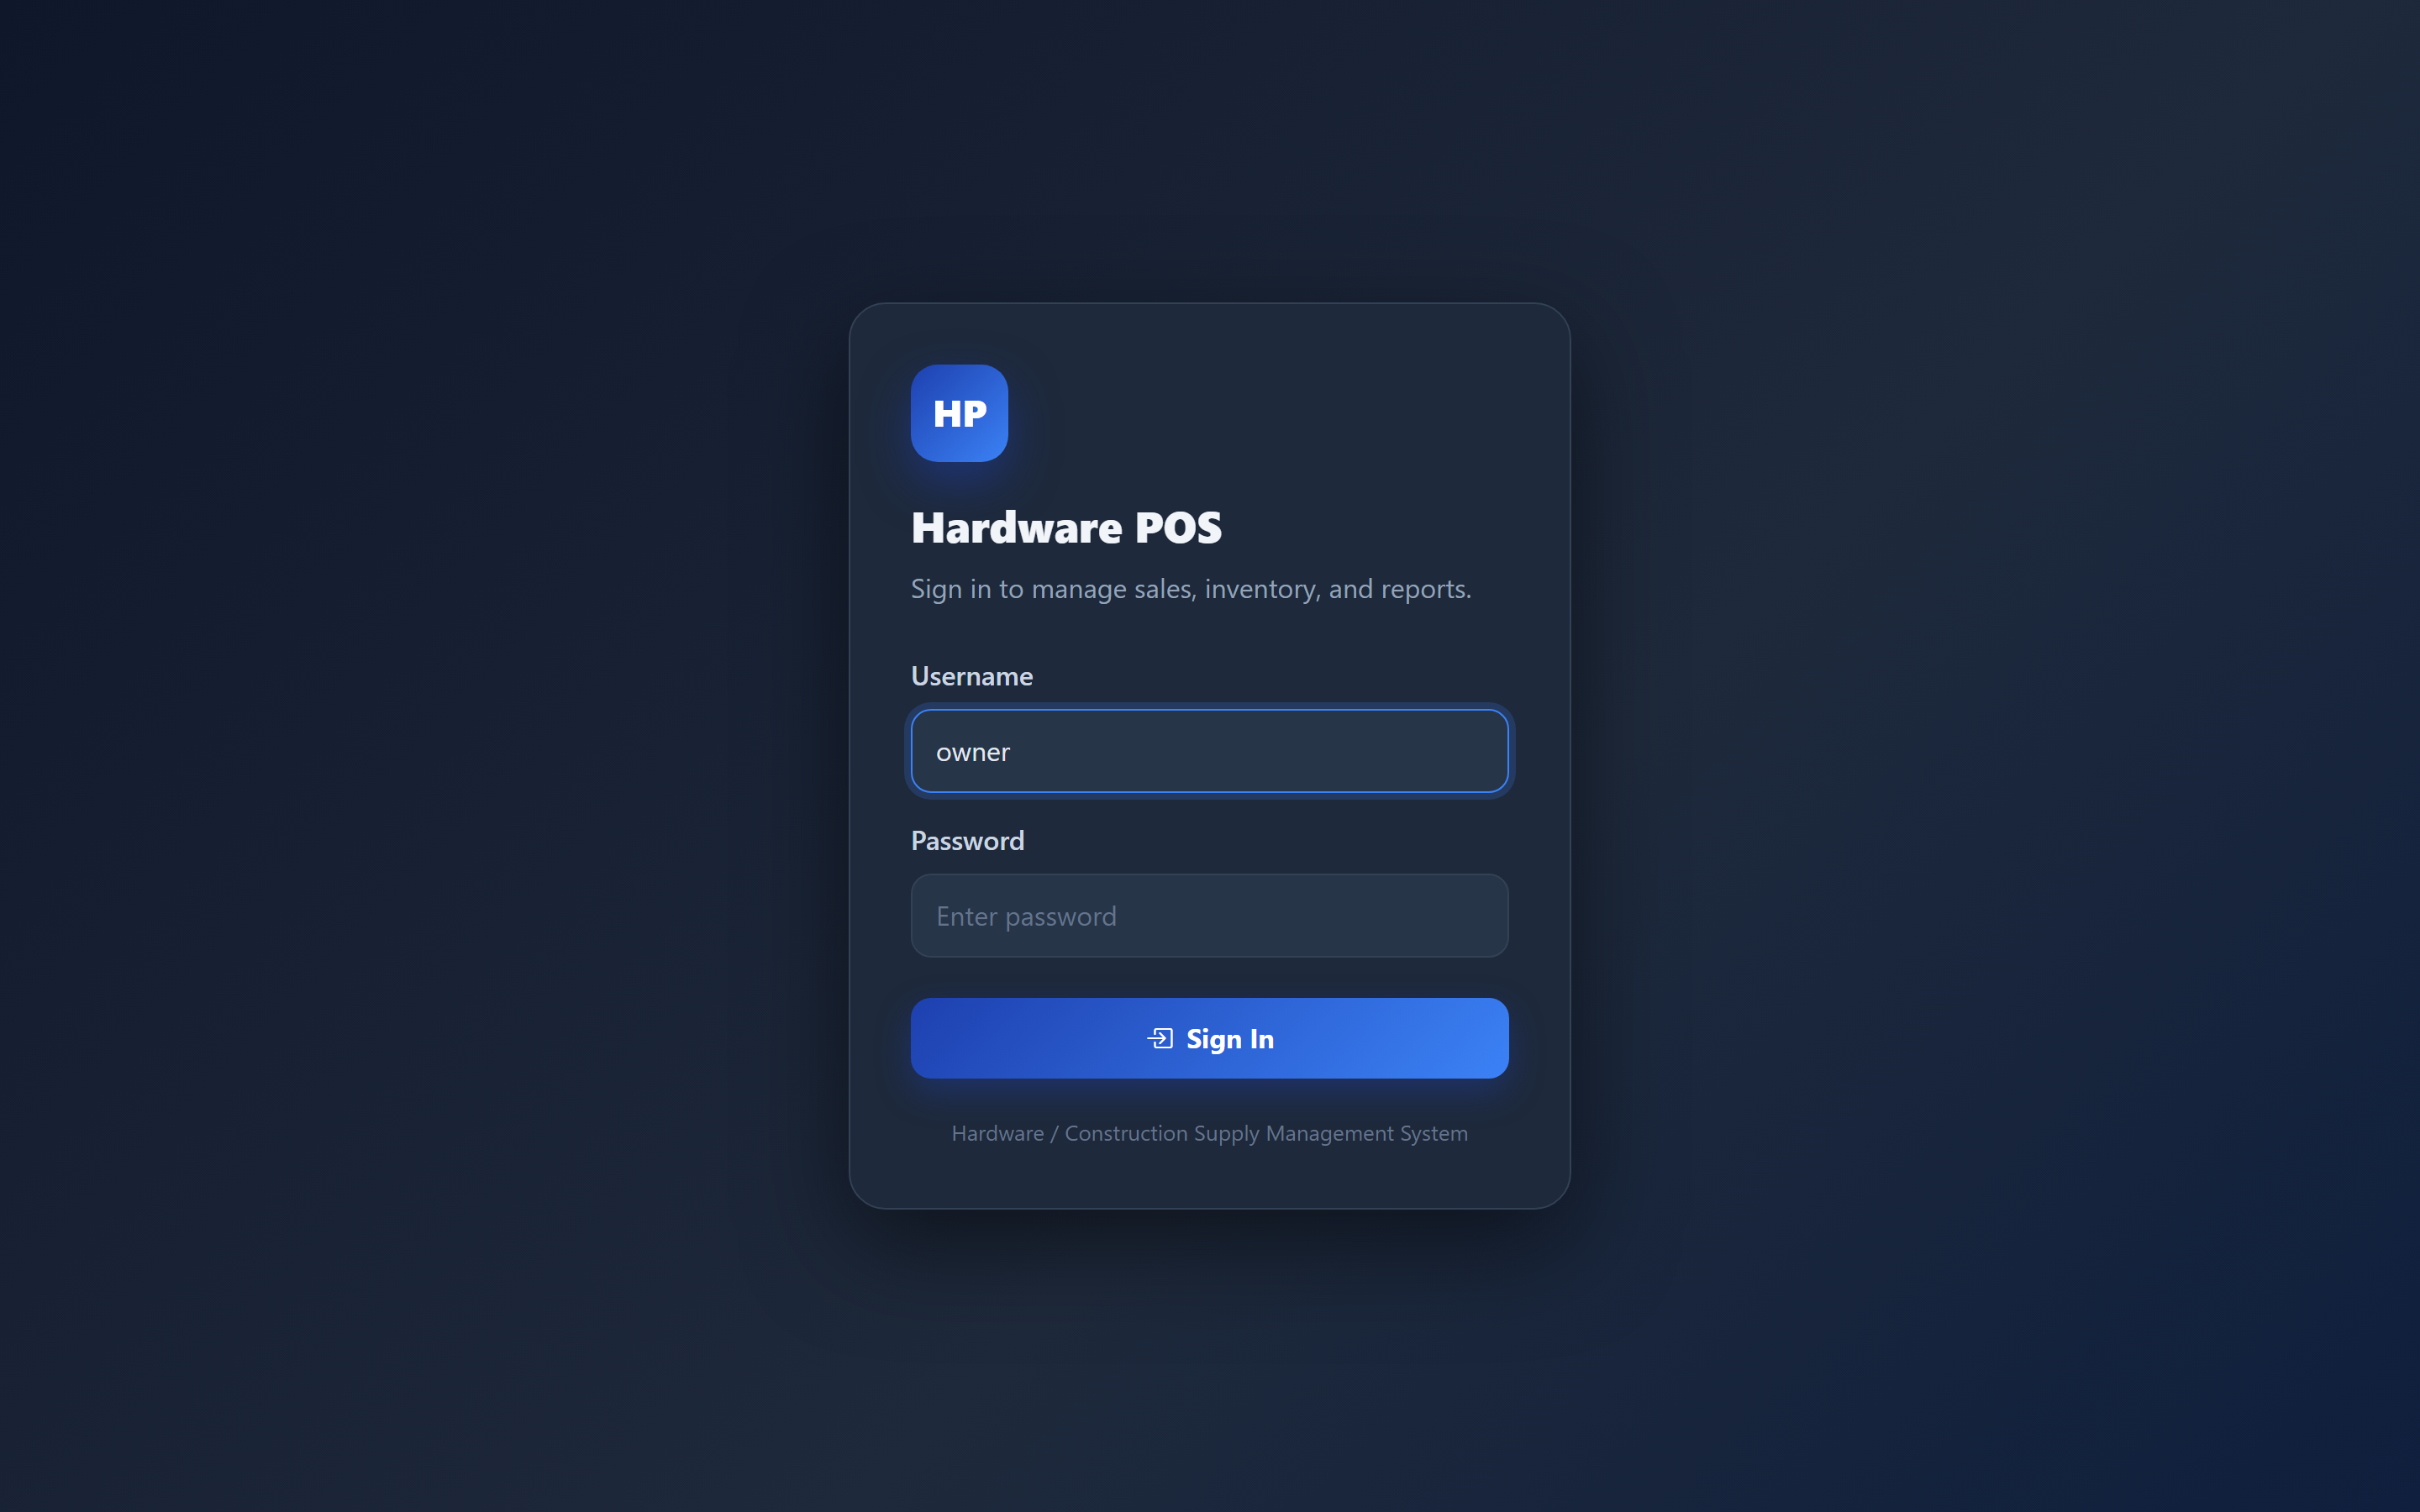 HP
Hardware POS
Sign in to manage sales, inventory, and reports.
Username
owner
Password
Enter password
Sign In
Hardware / Construction Supply Management System